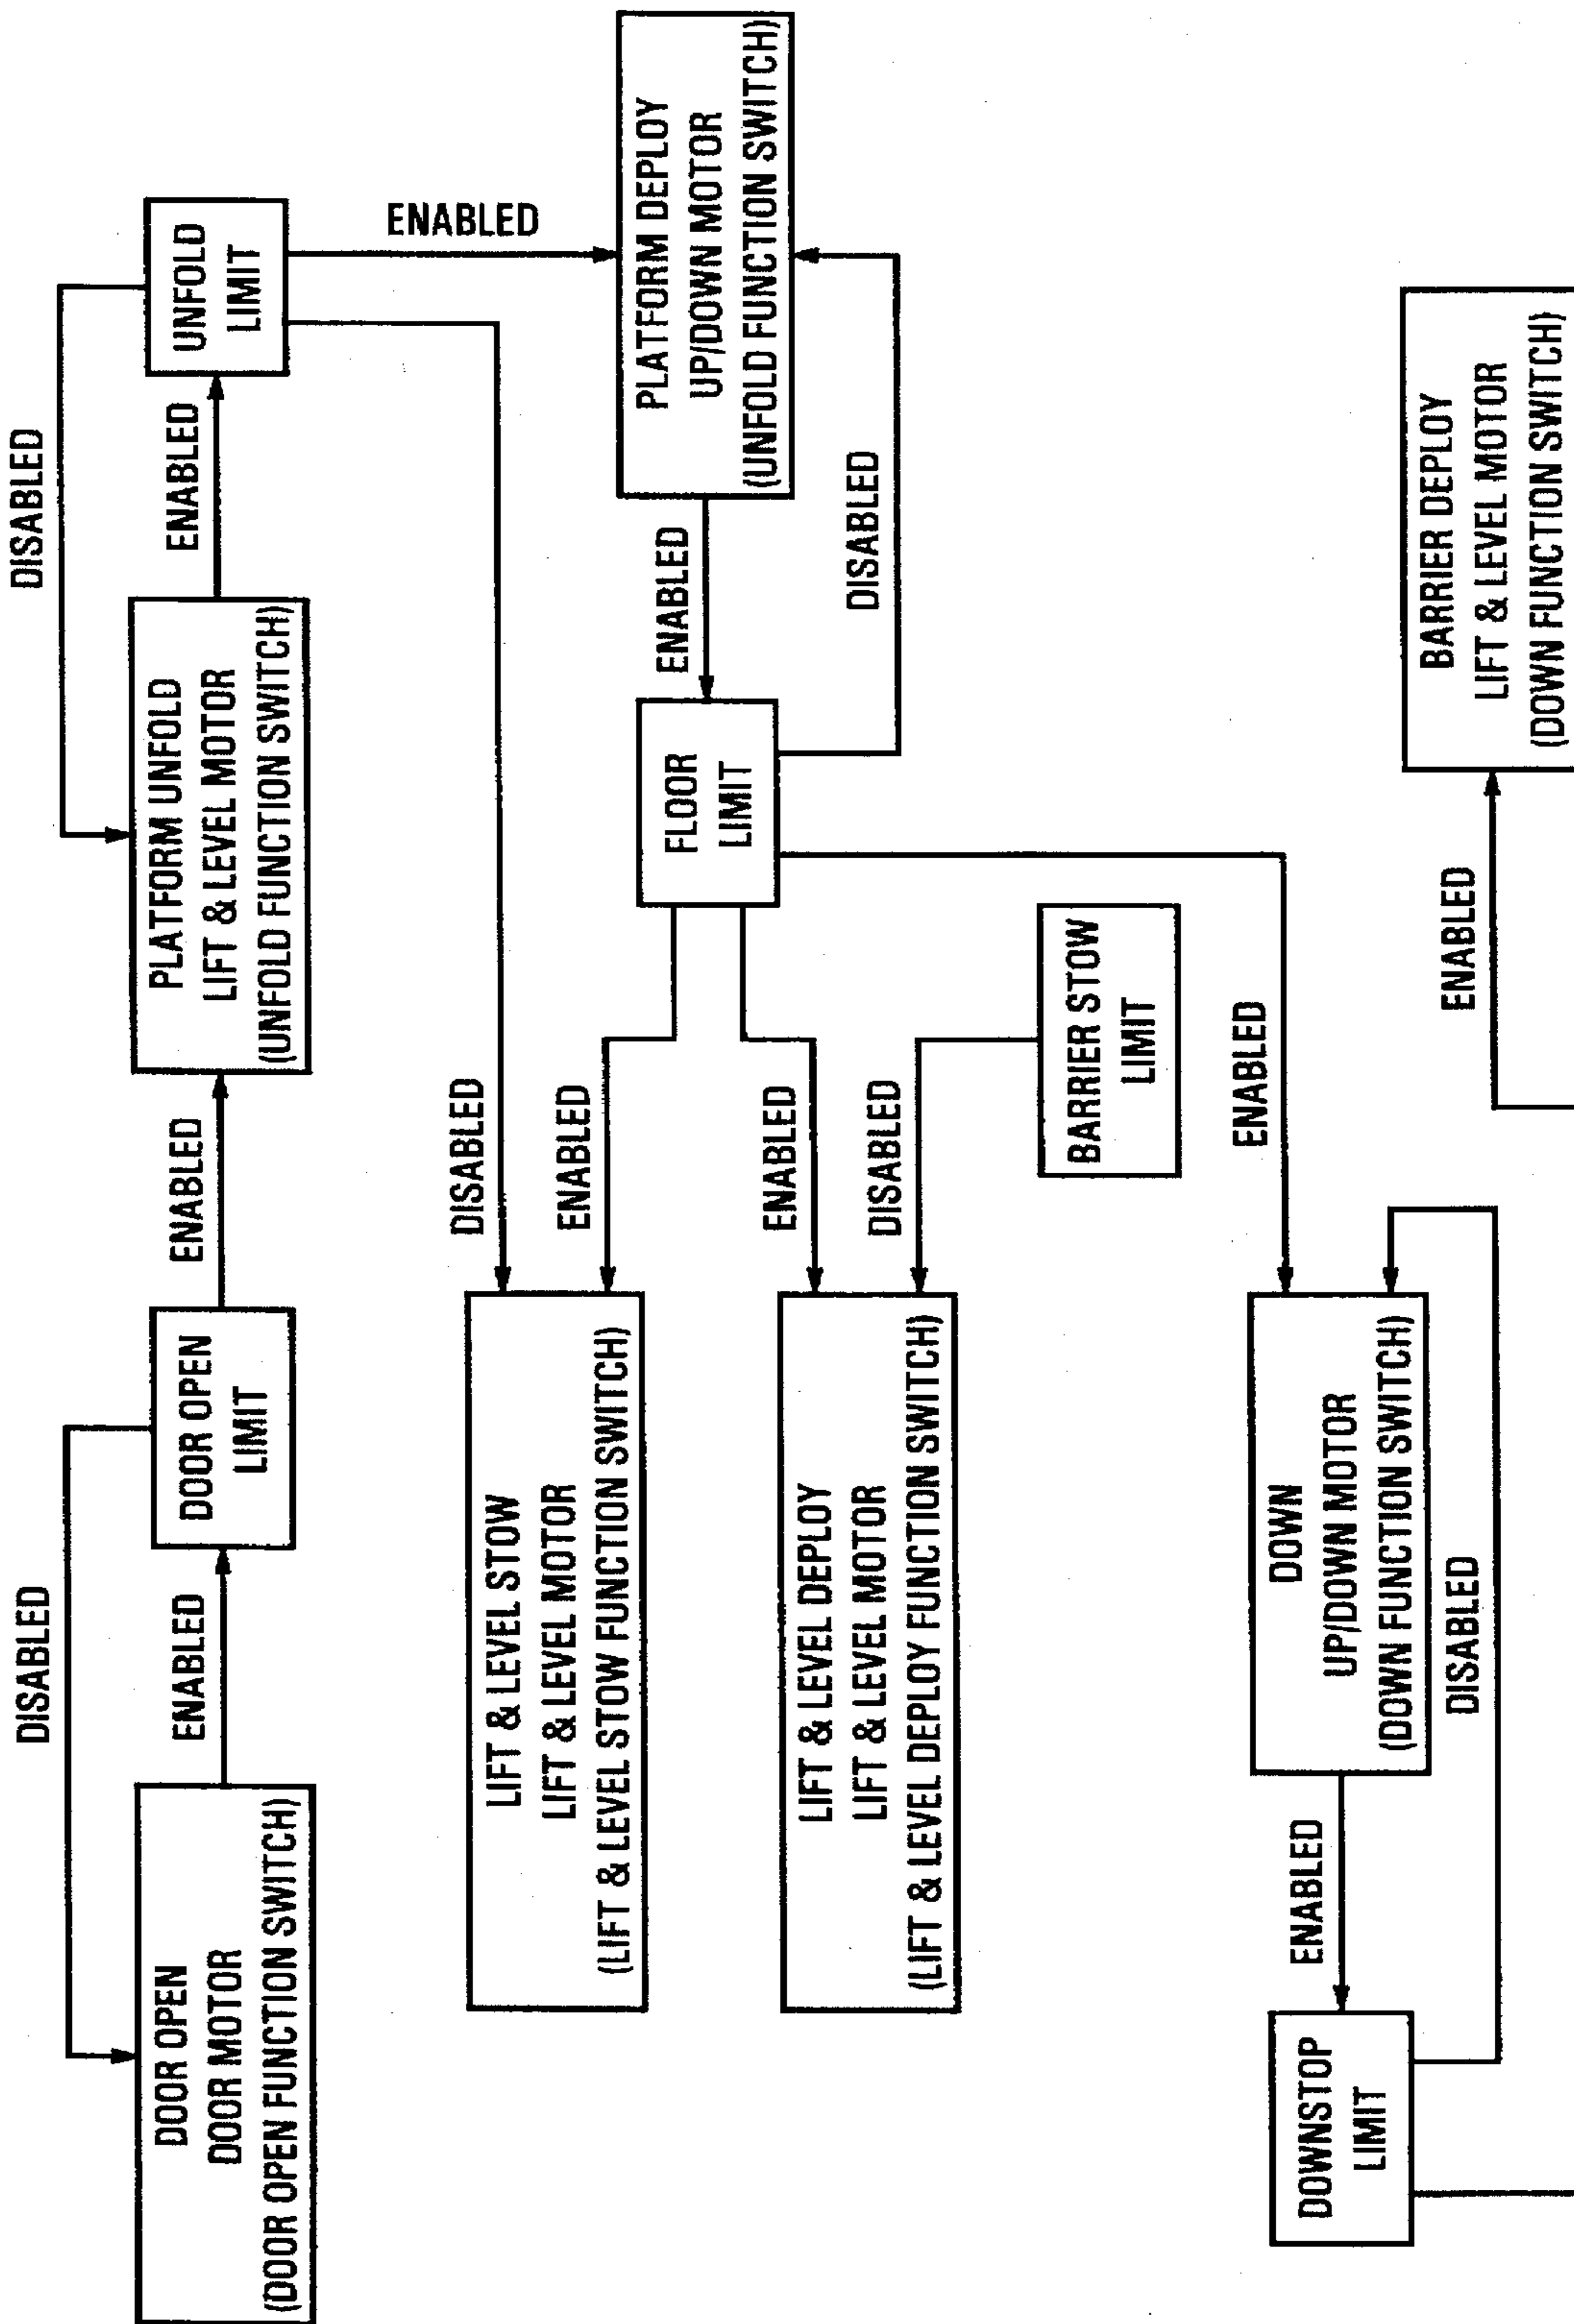 DOOR OPEN
DOOR MOTOR
(DOOR OPEN FUNCTION SWITCH)
ENABLED
DISABLED
DOOR OPEN
LIMIT
ENABLED
PLATFORM UNFOLD
LIFT & LEVEL MOTOR
(UNFOLD FUNCTION SWITCH)
ENABLED
DISABLED
UNFOLD
LIMIT
ENABLED
DISABLED
LIFT & LEVEL STOW
LIFT & LEVEL MOTOR
(LIFT & LEVEL STOW FUNCTION SWITCH)
ENABLED
FLOOR
LIMIT
ENABLED
PLATFORM DEPLOY
UP/DOWN MOTOR
(UNFOLD FUNCTION SWITCH)
DISABLED
LIFT & LEVEL DEPLOY
LIFT & LEVEL MOTOR
(LIFT & LEVEL DEPLOY FUNCTION SWITCH)
ENABLED
DISABLED
BARRIER STOW
LIMIT
ENABLED
DOWNSTOP
LIMIT
ENABLED
DOWN
UP/DOWN MOTOR
(DOWN FUNCTION SWITCH)
DISABLED
ENABLED
BARRIER DEPLOY
LIFT & LEVEL MOTOR
(DOWN FUNCTION SWITCH)